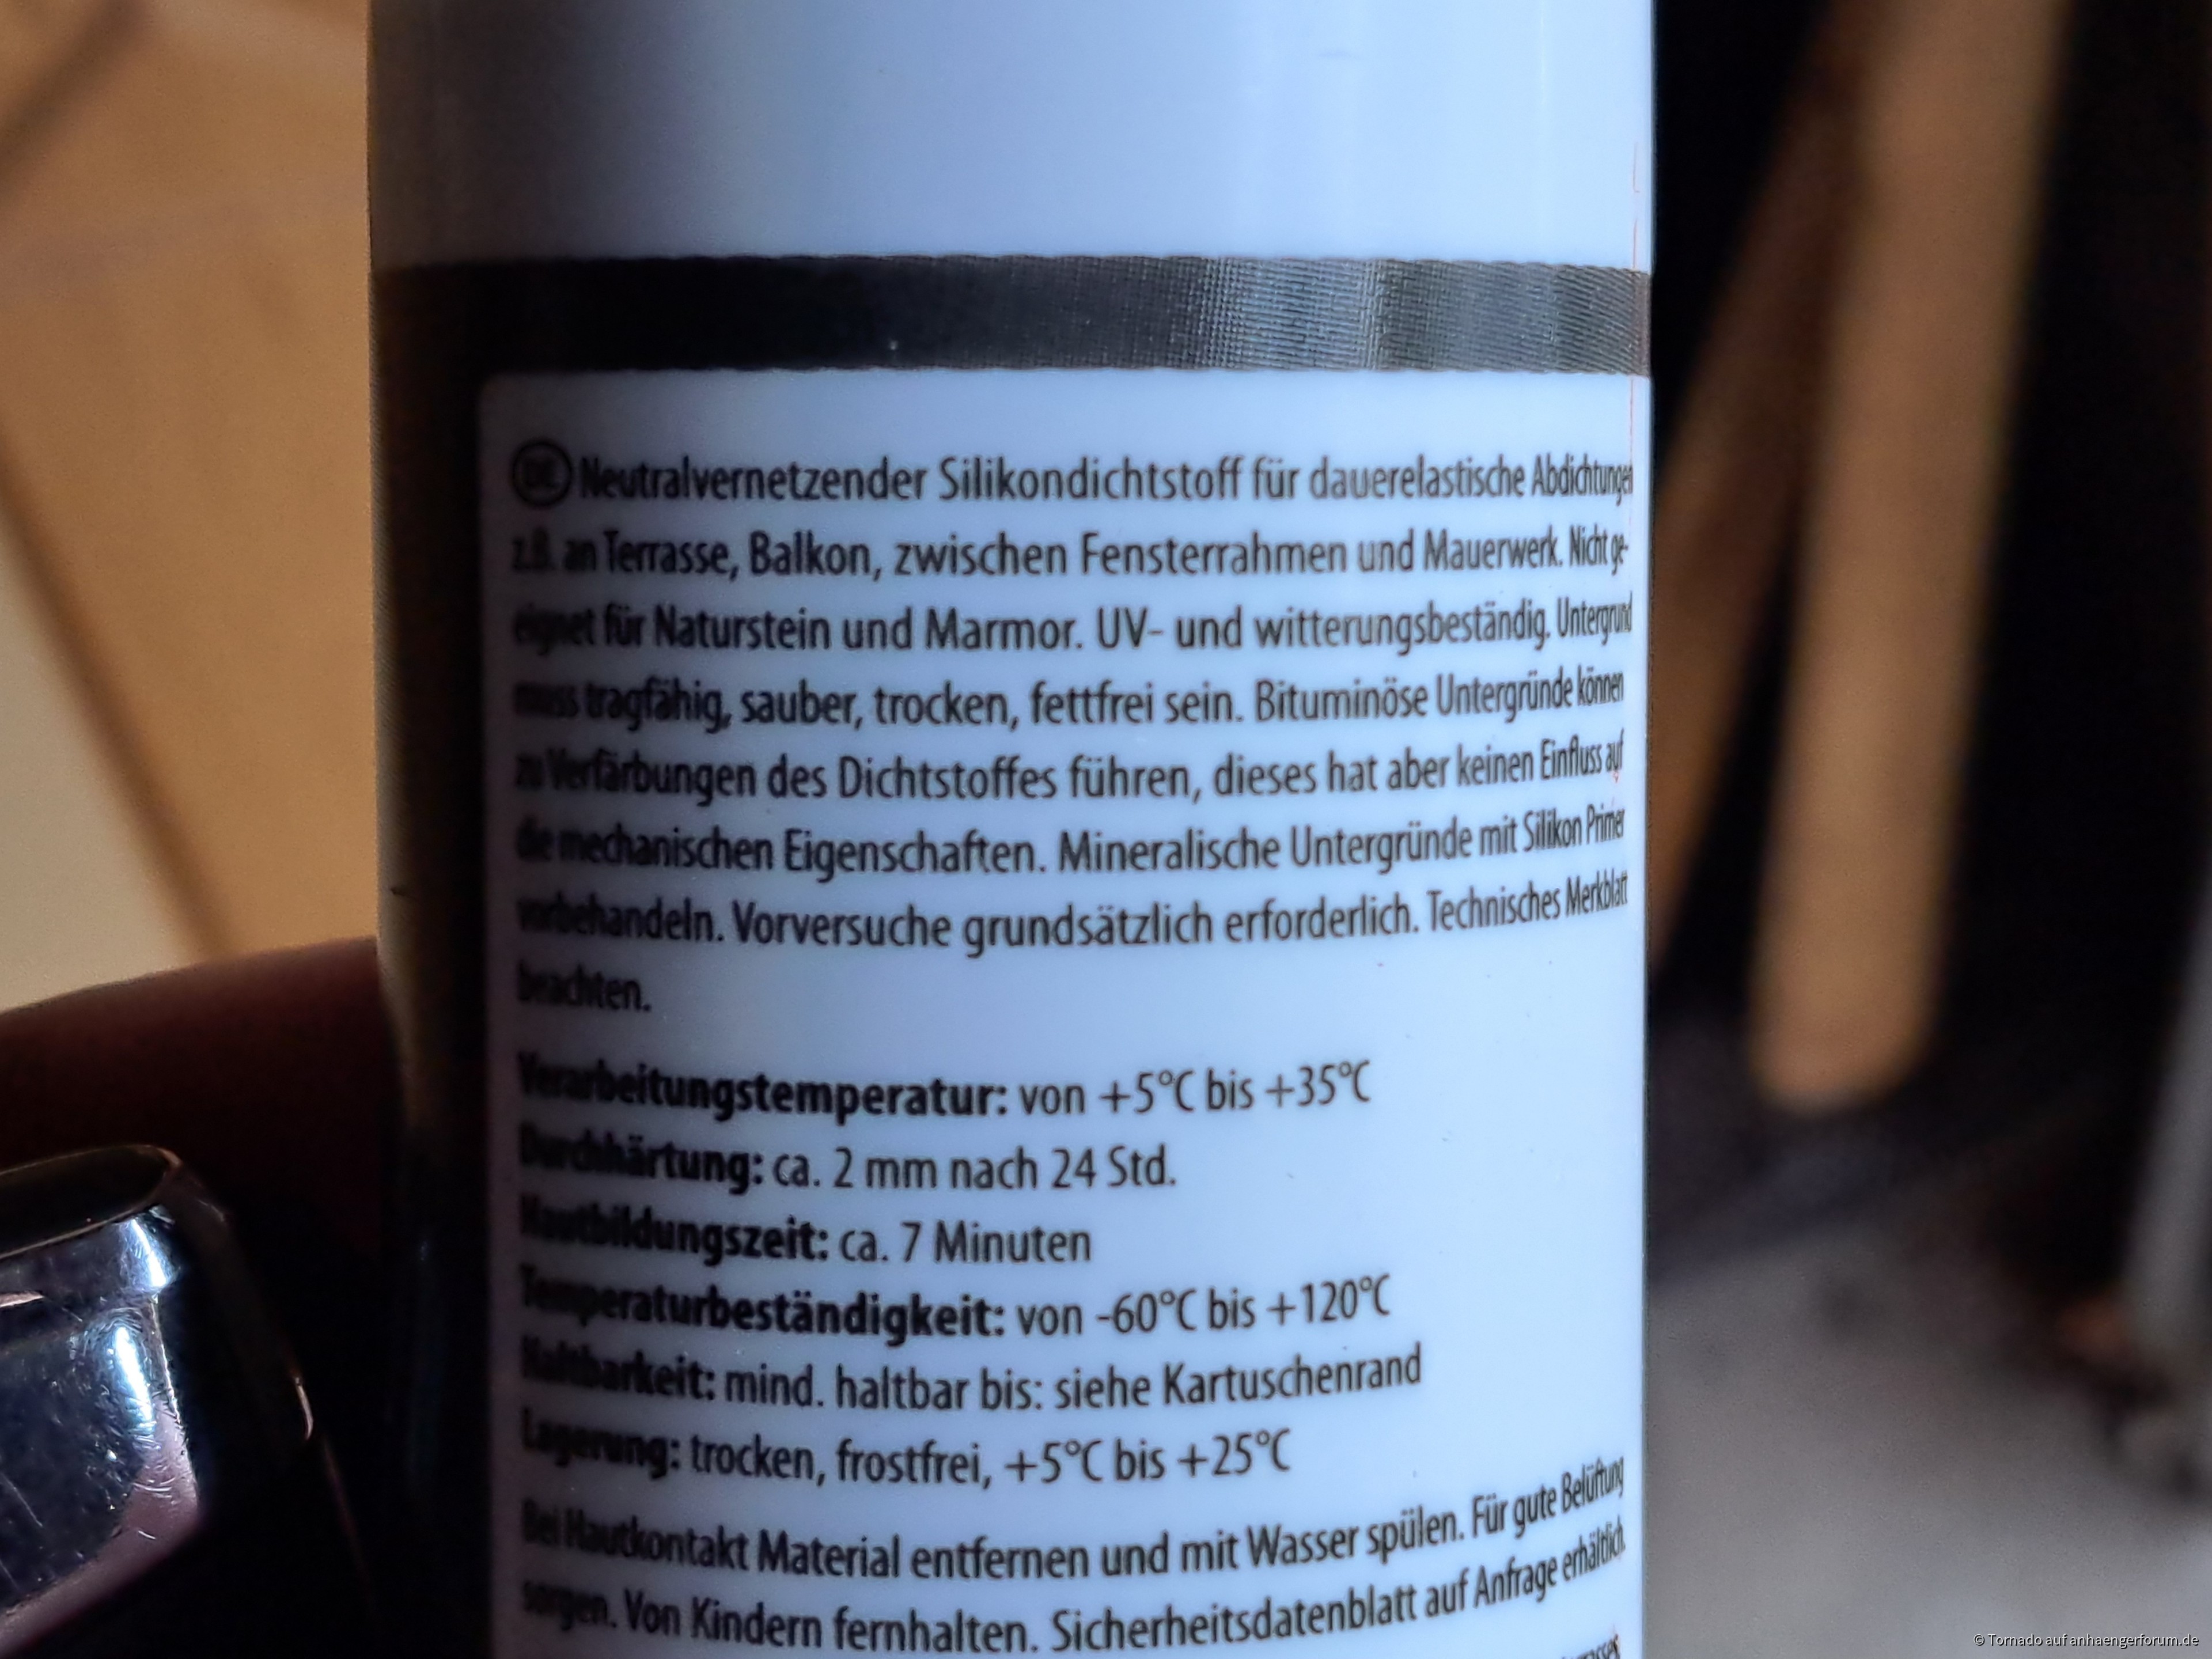 DE Neutralvernetzender Silikondichtstoff für dauerelastische Abdichtungen
z.B. an Terrasse, Balkon, zwischen Fensterrahmen und Mauerwerk. Nicht ge-
eignet für Naturstein und Marmor. UV- und witterungsbeständig. Untergrund
muss tragfähig, sauber, trocken, fettfrei sein. Bituminöse Untergründe können
zu Verfärbungen des Dichtstoffes führen, dieses hat aber keinen Einfluss auf
die mechanischen Eigenschaften. Mineralische Untergründe mit Silikon Primer
vorbehandeln. Vorversuche grundsätzlich erforderlich. Technisches Merkblatt
beachten.
Verarbeitungstemperatur: von +5°C bis +35°C
Durchhärtung: ca. 2 mm nach 24 Std.
Hautbildungszeit: ca. 7 Minuten
Temperaturbeständigkeit: von -60°C bis +120°C
Haltbarkeit: mind. haltbar bis: siehe Kartuschenrand
Lagerung: trocken, frostfrei, +5°C bis +25°C
Bei Hautkontakt Material entfernen und mit Wasser spülen. Für gute Belüftung
sorgen. Von Kindern fernhalten. Sicherheitsdatenblatt auf Anfrage erhältlich.
© Tornado auf anhaengerforum.de